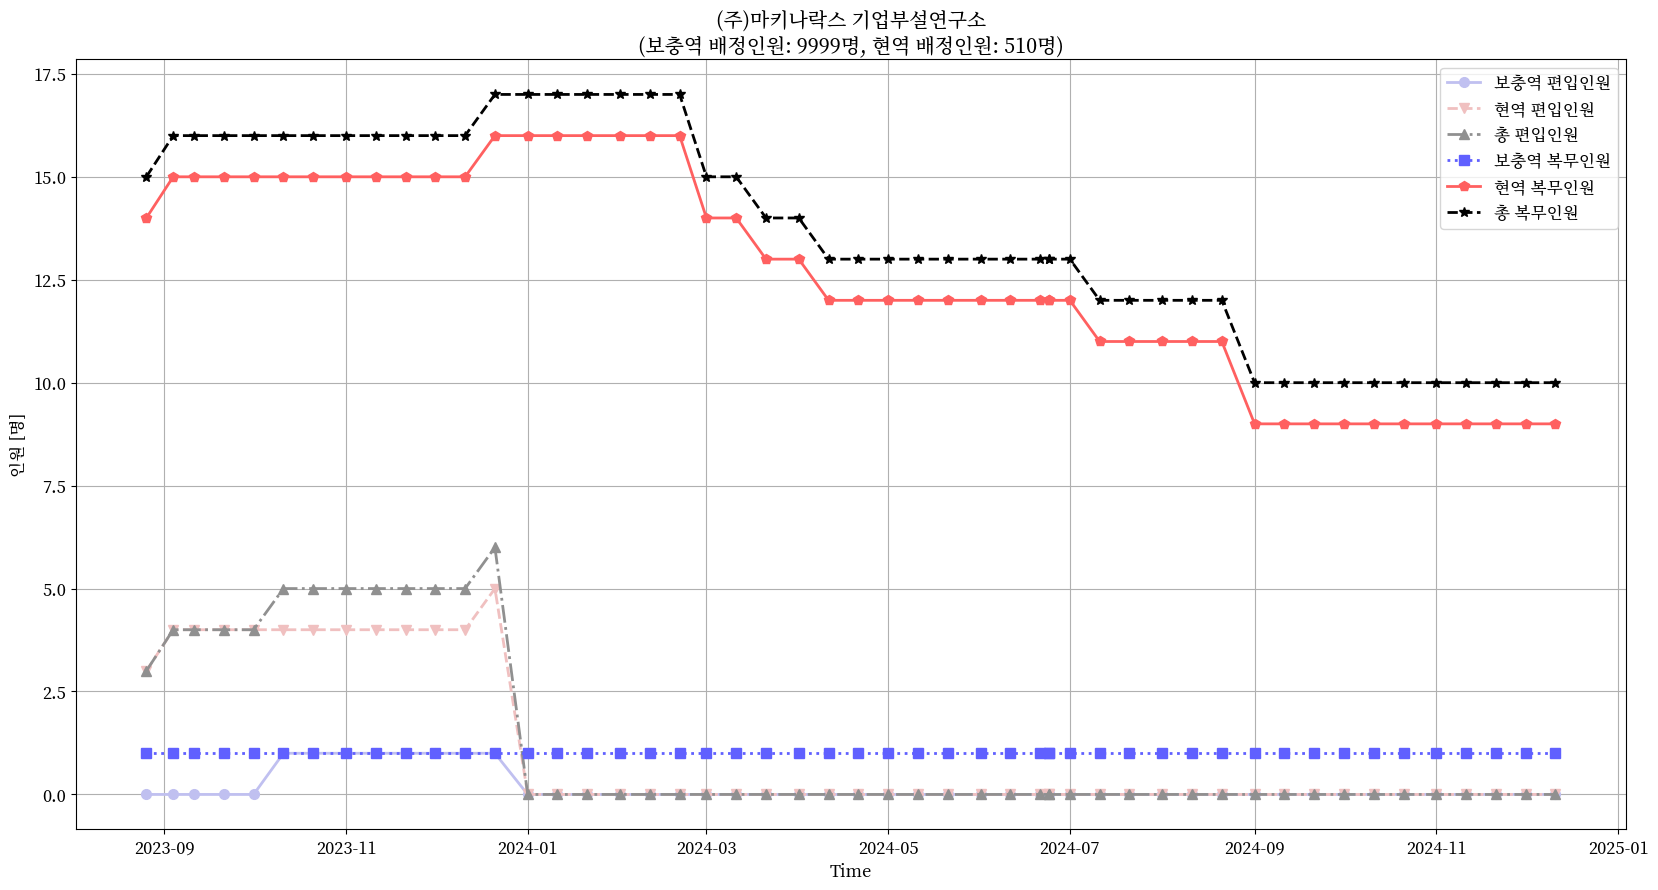 (주)마키나락스 기업부설연구소
(보충역 배정인원: 9999명, 현역 배정인원: 510명)
17.5
15.0
12.5
10.0
7.5
5.0
2.5
0.0
인원 [명]
보충역 편입인원
현역 편입인원
총 편입인원
보충역 복무인원
현역 복무인원
총 복무인원
2023-09
2023-11
2024-01
2024-03
2024-05
2024-07
2024-09
2024-11
2025-01
Time